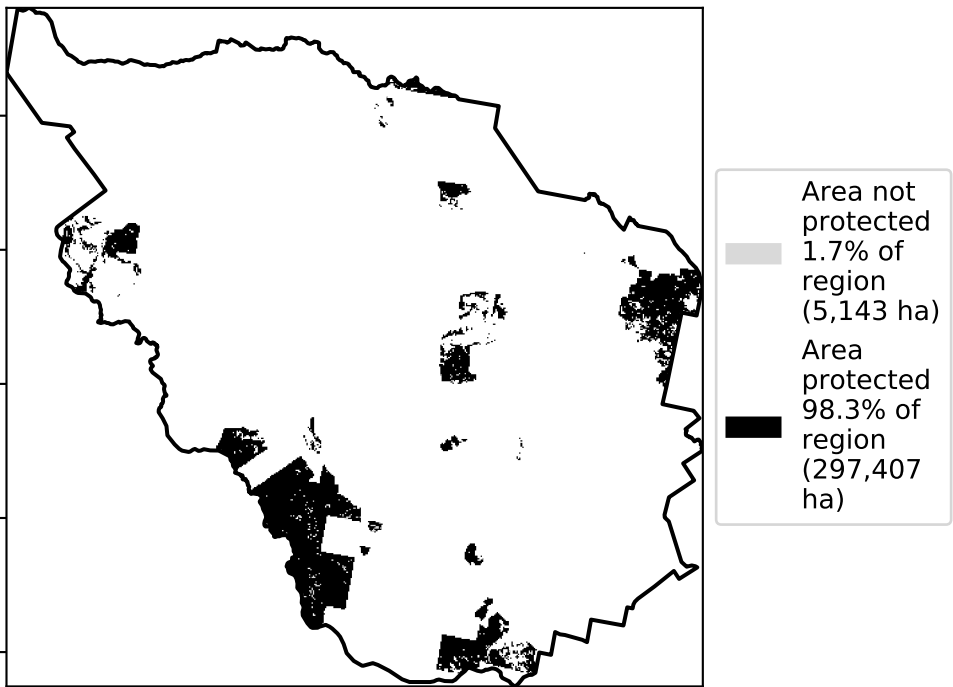 Area not
protected
1.7% of
region
(5,143 ha)
Area
protected
98.3% of
region
(297,407
ha)